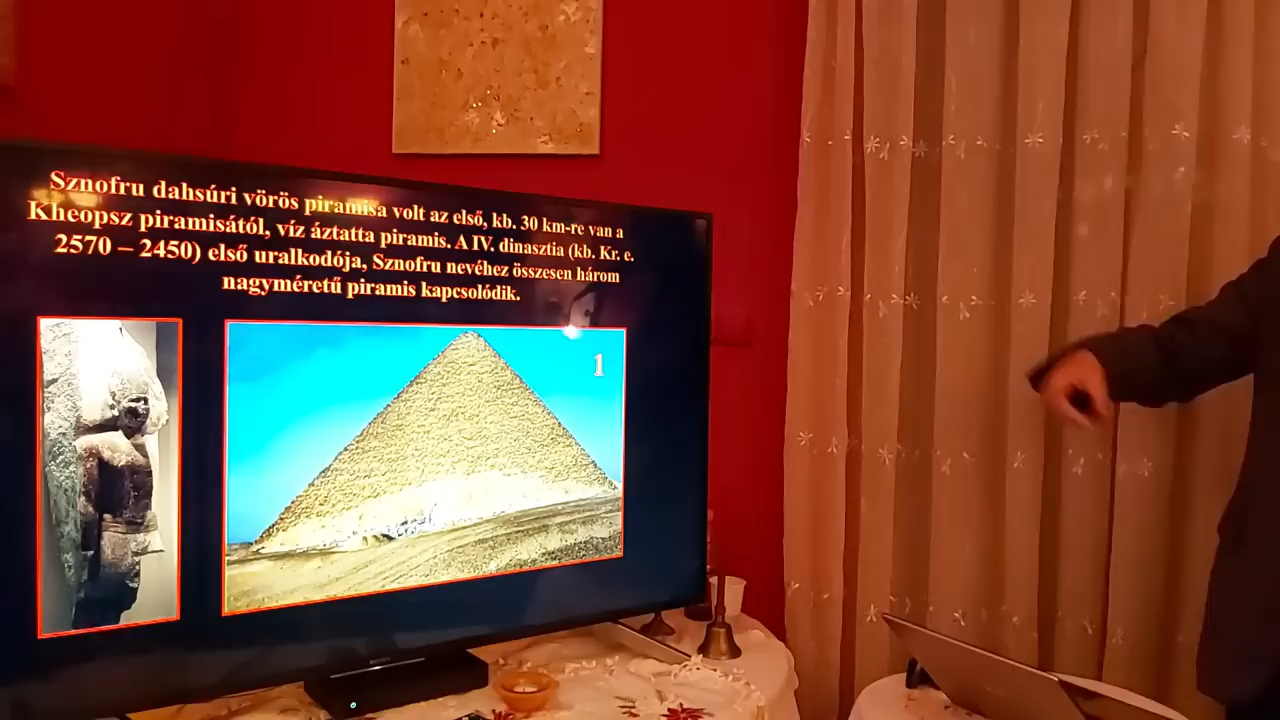 Sznofru dahsúri vörös piramisa volt az első, kb. 30 km-re van a
Kheopsz piramisától, víz áztatta piramis. A IV. dinasztia (kb. Kr. e.
2570 – 2450) első uralkodója, Sznofru nevéhez összesen három
nagyméretű piramis kapcsolódik.
1
SONY